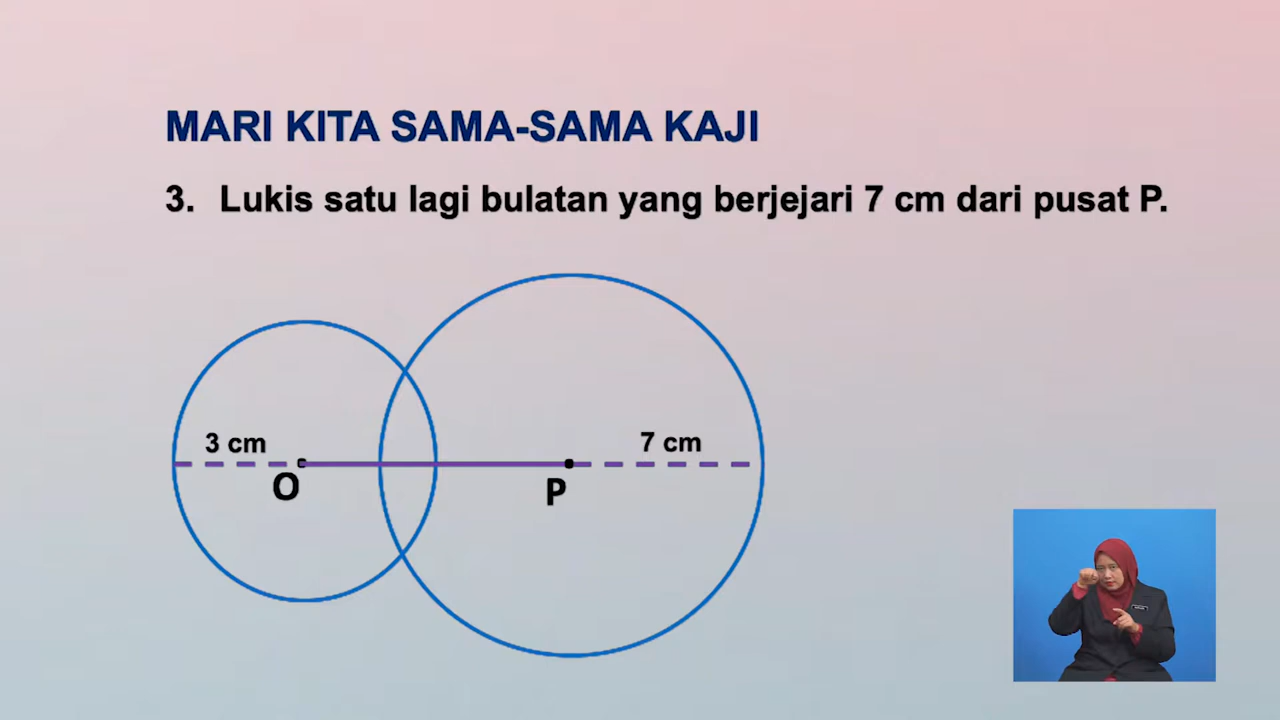 MARI KITA SAMA-SAMA KAJI
3. Lukis satu lagi bulatan yang berjejari 7 cm dari pusat P.
3 cm
7 cm
O
P